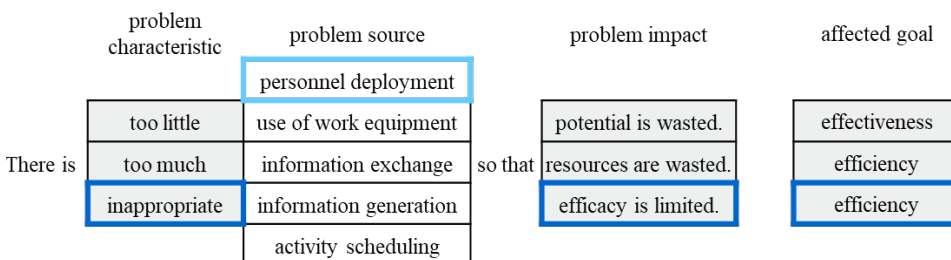 problem
characteristic
problem source
problem impact
affected goal
personnel deployment
too little
use of work equipment
potential is wasted.
effectiveness
There is
too much
information exchange
so that
resources are wasted.
efficiency
inappropriate
information generation
efficacy is limited.
efficiency
activity scheduling